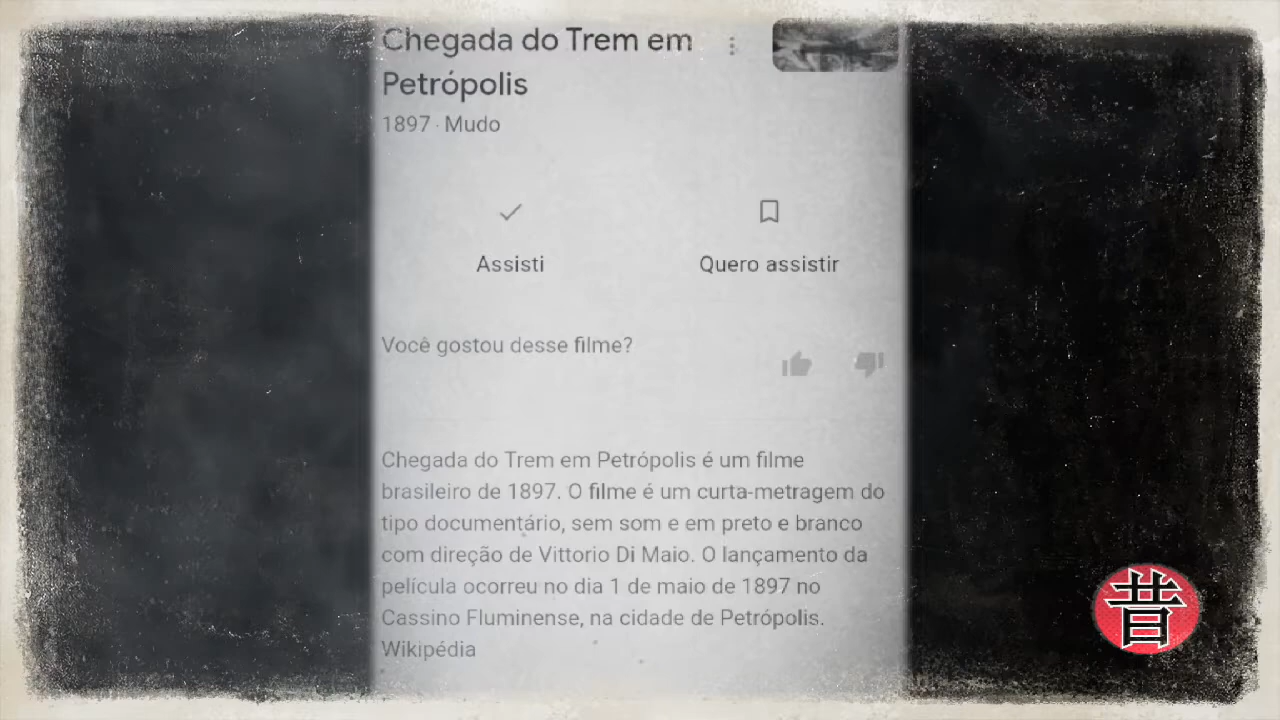 Chegada do Trem em
Petrópolis
1897 · Mudo
Assisti
Quero assistir
Você gostou desse filme?
Chegada do Trem em Petrópolis é um filme
brasileiro de 1897. O filme é um curta-metragem do
tipo documentário, sem som e em preto e branco
com direção de Vittorio Di Maio. O lançamento da
película ocorreu no dia 1 de maio de 1897 no
Cassino Fluminense, na cidade de Petrópolis.
Wikipédia
昔